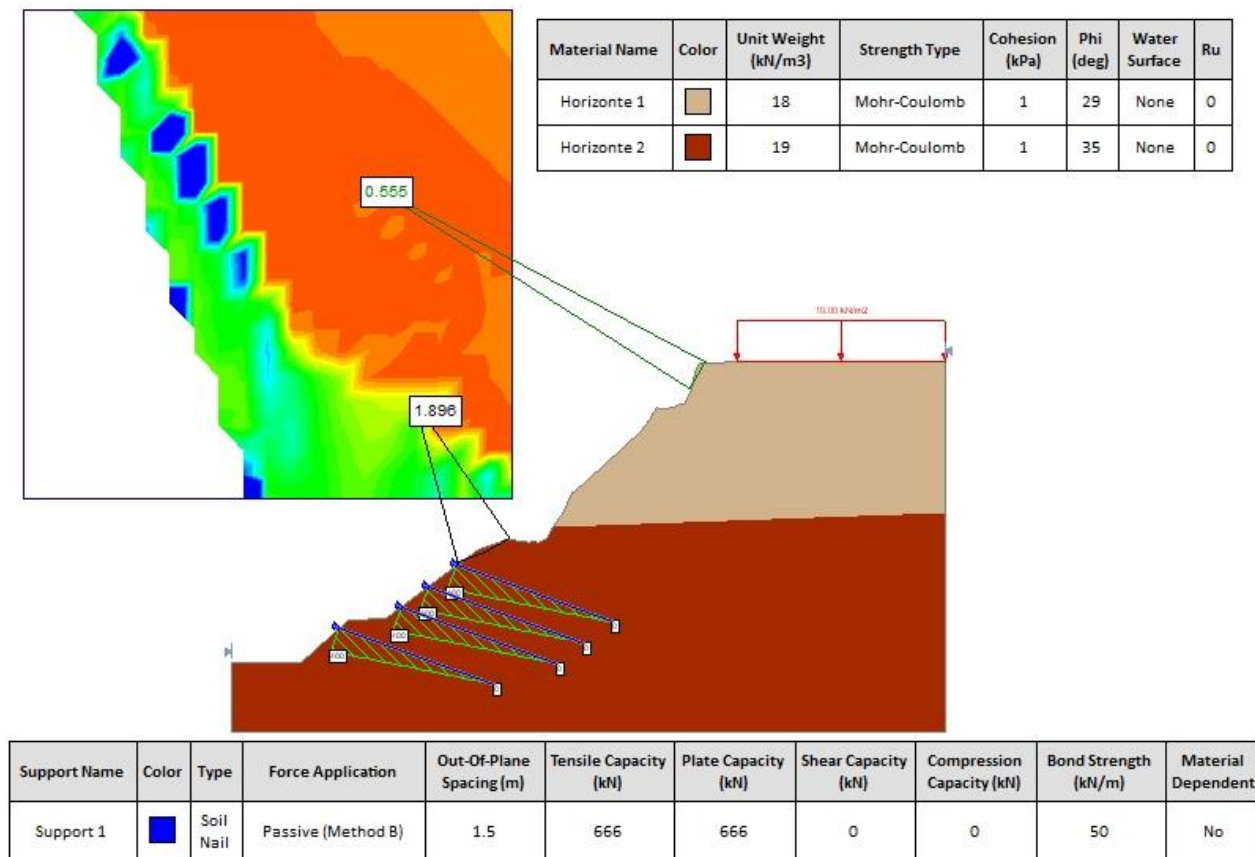 Material Name Color Unit Weight (kN/m3) Strength Type Cohesion (kPa) Phi (deg) Water Surface Ru
Horizonte 1 18 Mohr-Coulomb 1 29 None 0
Horizonte 2 19 Mohr-Coulomb 1 35 None 0
0.555
10.00 kN/m2
1.896
400
0
400
0
Support Name Color Type Force Application Out-Of-Plane Spacing (m) Tensile Capacity (kN) Plate Capacity (kN) Shear Capacity (kN) Compression Capacity (kN) Bond Strength (kN/m) Material Dependent
Support 1 Soil Nail Passive (Method B) 1.5 666 666 0 0 50 No